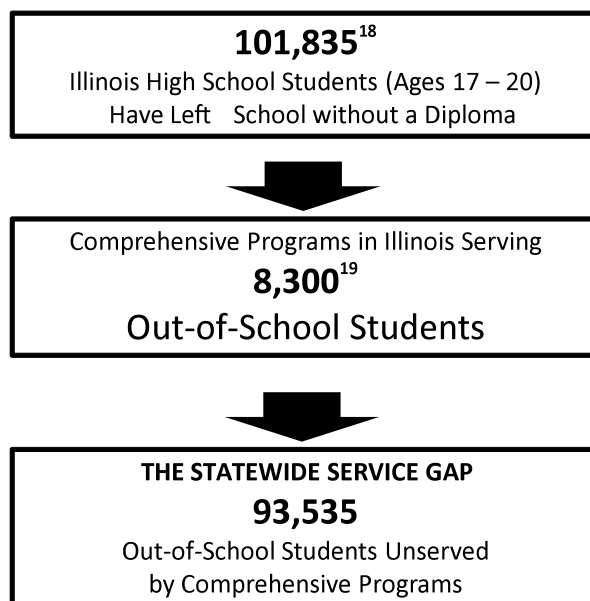 101,835¹⁸
Illinois High School Students (Ages 17 – 20)
Have Left School without a Diploma
Comprehensive Programs in Illinois Serving
8,300¹⁹
Out-of-School Students
THE STATEWIDE SERVICE GAP
93,535
Out-of-School Students Unserved
by Comprehensive Programs